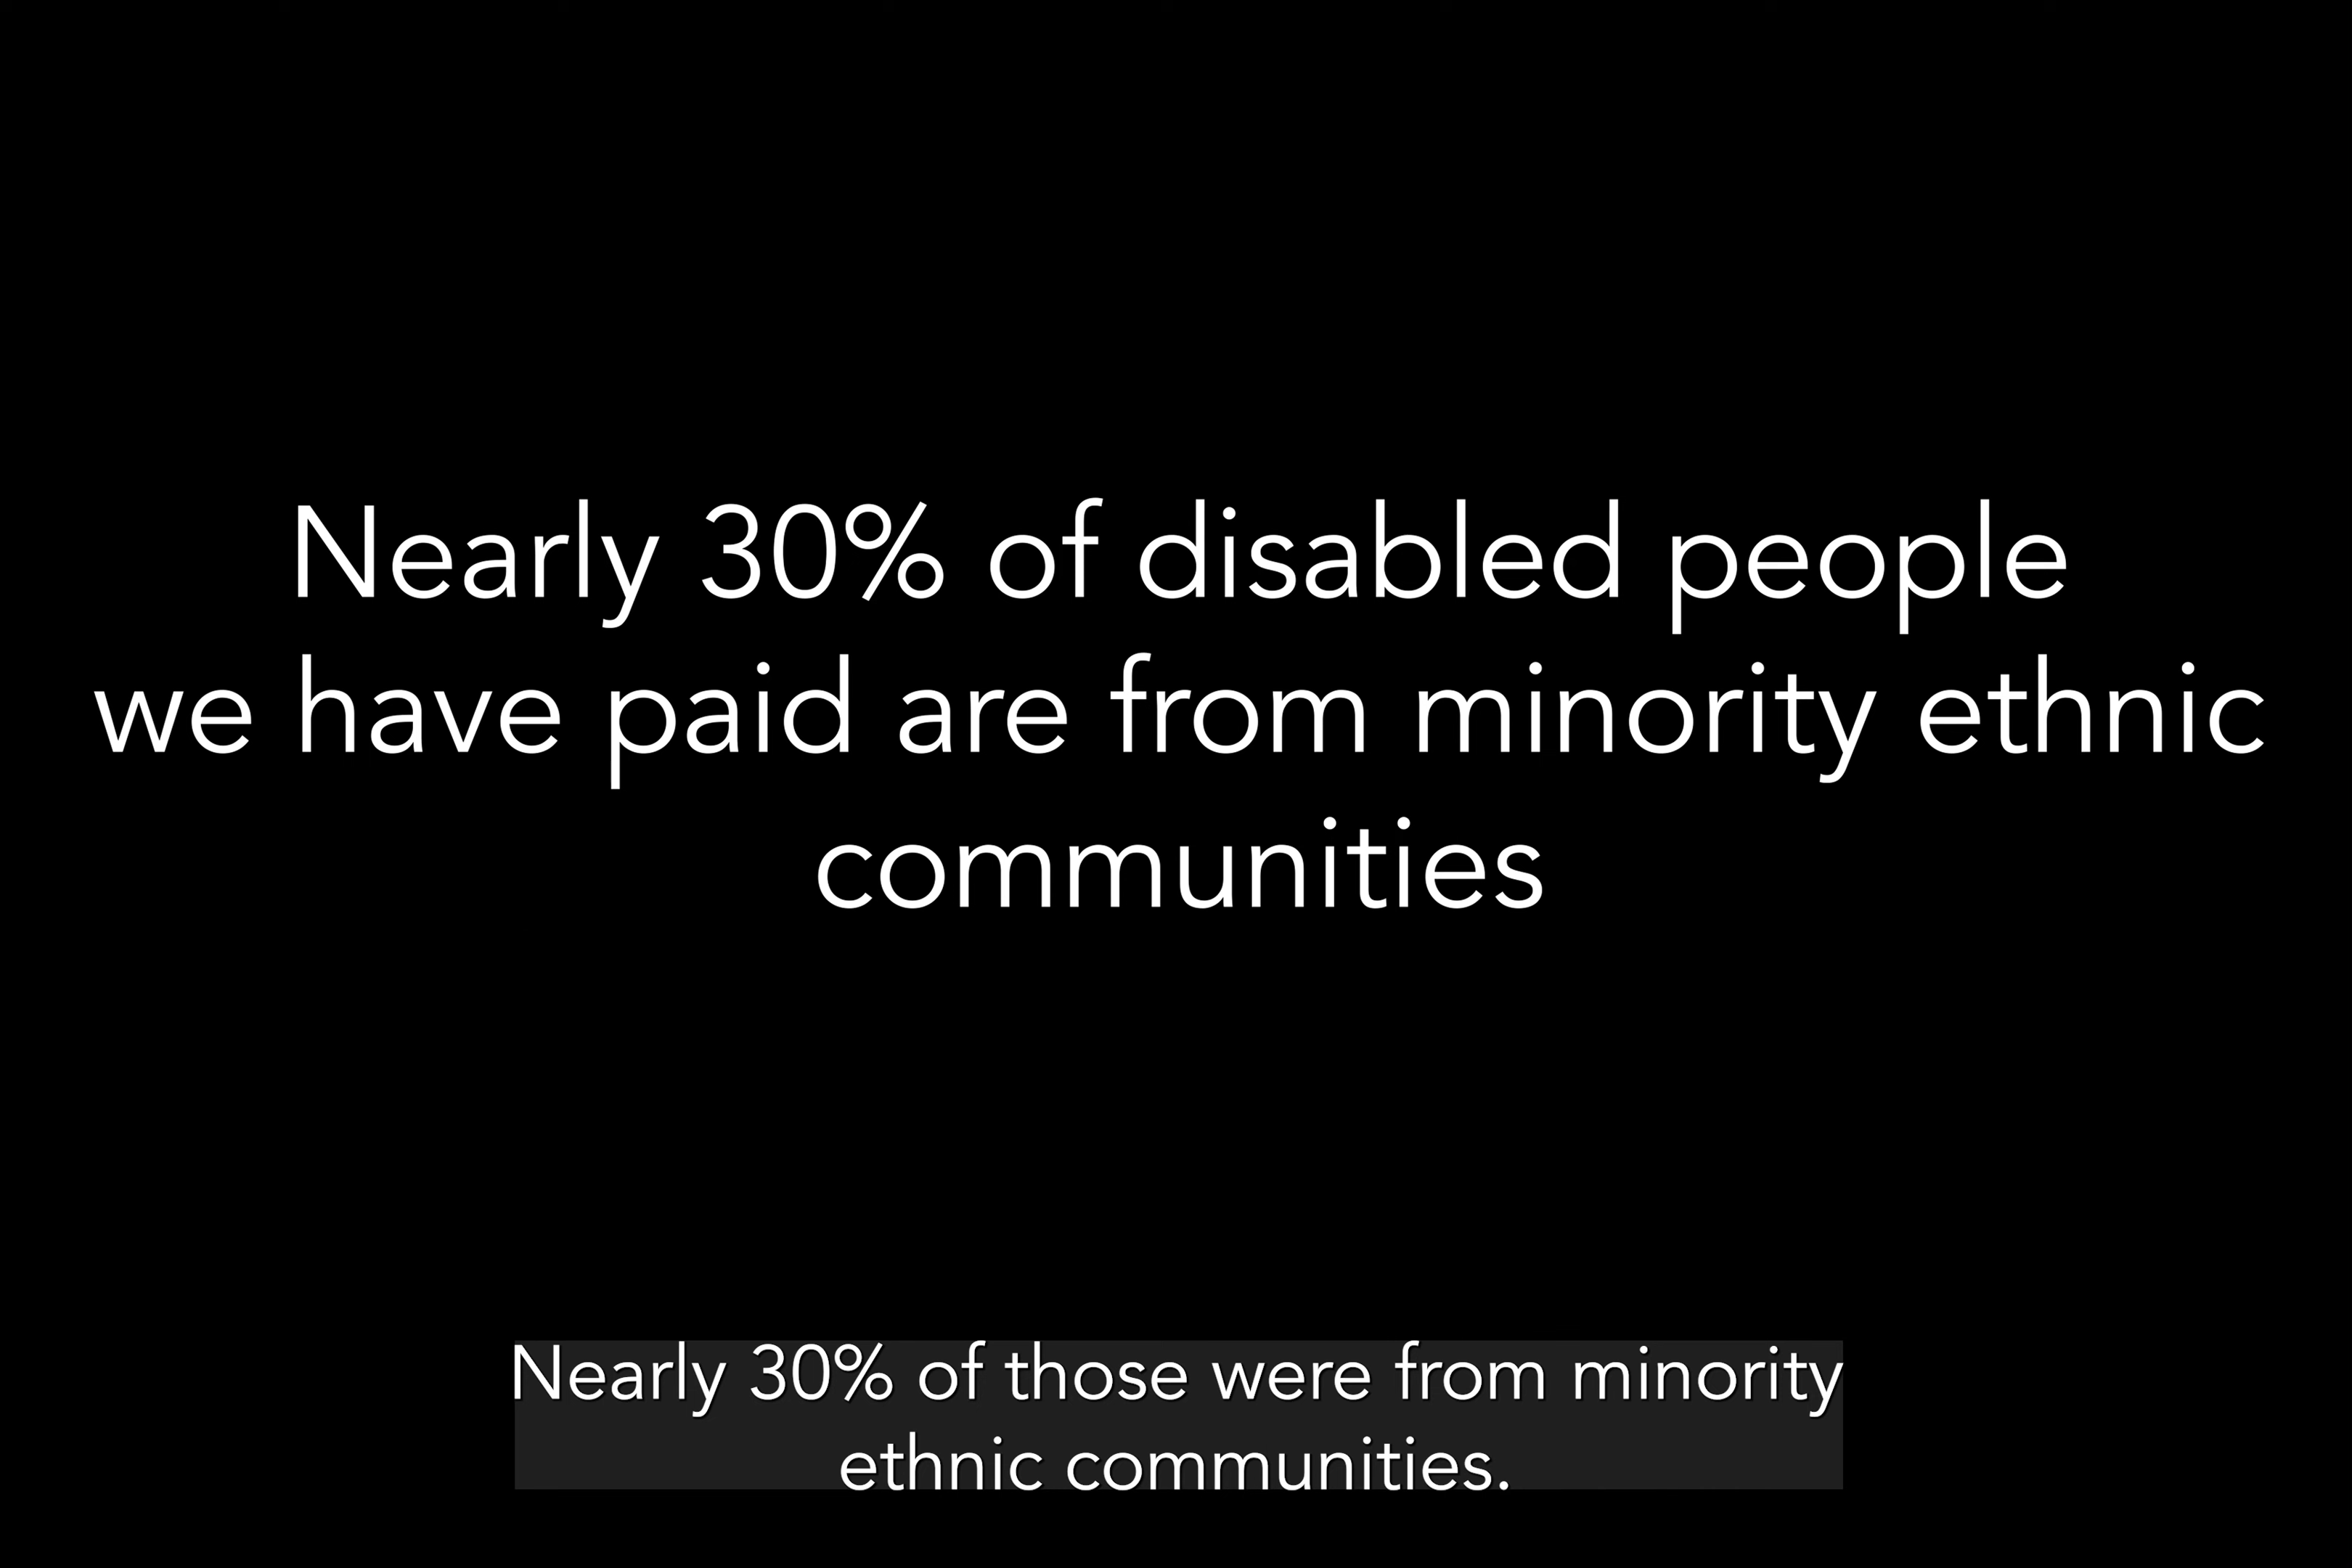 Nearly 30% of disabled people
we have paid are from minority ethnic
communities
Nearly 30% of those were from minority
ethnic communities.